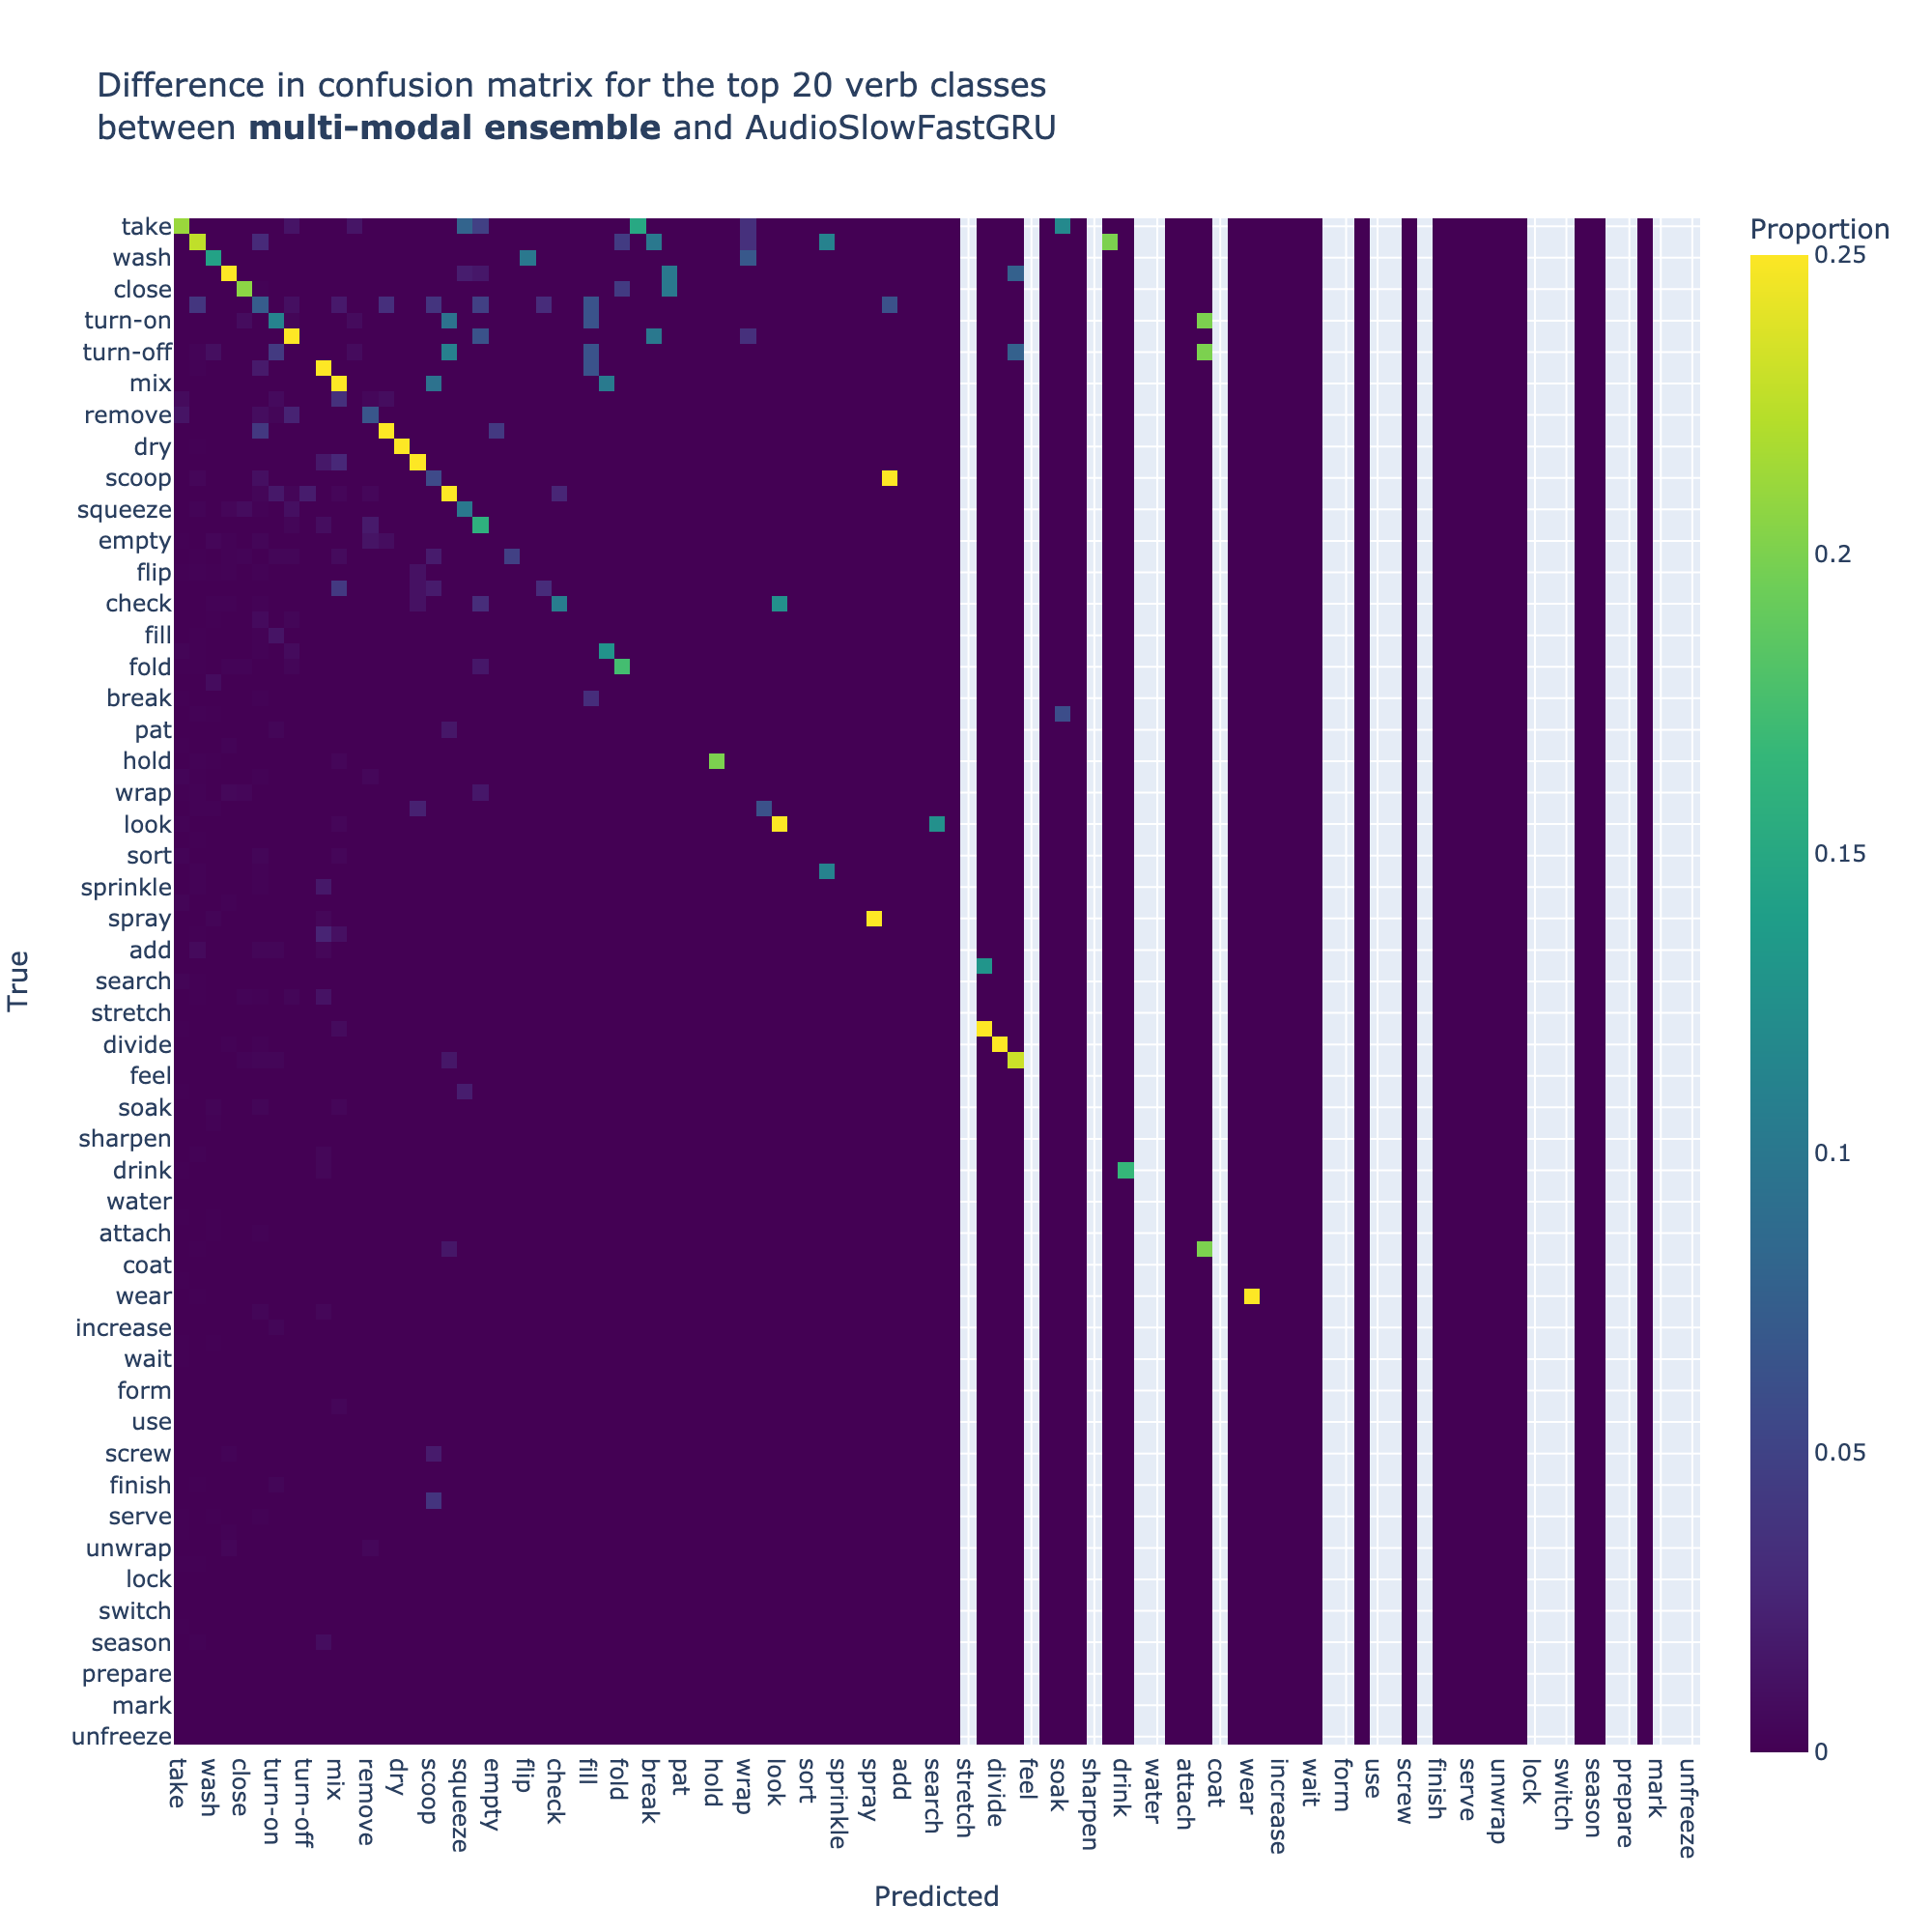 Difference in confusion matrix for the top 20 verb classes
between multi-modal ensemble and AudioSlowFastGRU
Proportion
0.25
0.2
0.15
0.1
0.05
0
True
take
wash
close
turn-on
turn-off
mix
remove
dry
scoop
squeeze
empty
flip
check
fill
fold
break
pat
hold
wrap
look
sort
sprinkle
spray
add
search
stretch
divide
feel
soak
sharpen
drink
water
attach
coat
wear
increase
wait
form
use
screw
finish
serve
unwrap
lock
switch
season
prepare
mark
unfreeze
take
wash
close
turn-on
turn-off
mix
remove
dry
scoop
squeeze
empty
flip
check
fill
fold
break
pat
hold
wrap
look
sort
sprinkle
spray
add
search
stretch
divide
feel
soak
sharpen
drink
water
attach
coat
wear
increase
wait
form
use
screw
finish
serve
unwrap
lock
switch
season
prepare
mark
unfreeze
Predicted